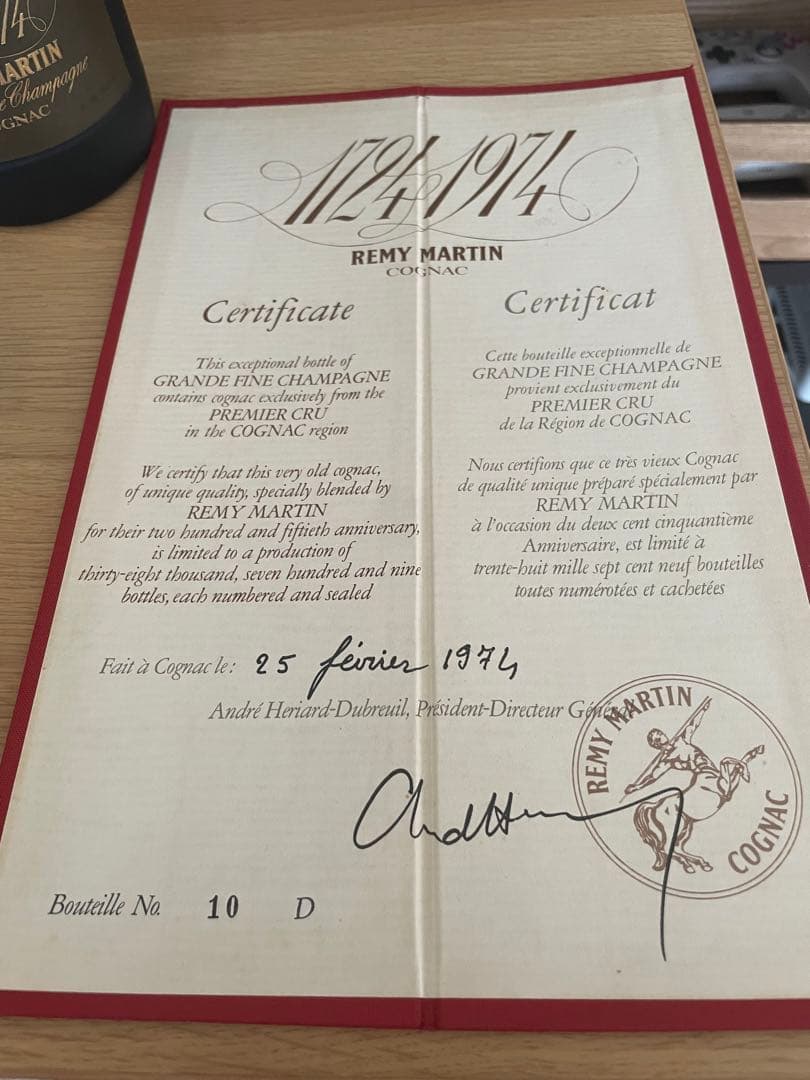 74
MARTIN
Champagne
GNAC
1724 1974
REMY MARTIN
COGNAC
Certificate
This exceptional bottle of
GRANDE FINE CHAMPAGNE
contains cognac exclusively from the
PREMIER CRU
in the COGNAC region
We certify that this very old cognac,
of unique quality, specially blended by
REMY MARTIN
for their two hundred and fiftieth anniversary,
is limited to a production of
thirty-eight thousand, seven hundred and nine
bottles, each numbered and sealed
Certificat
Cette bouteille exceptionnelle de
GRANDE FINE CHAMPAGNE
provient exclusivement du
PREMIER CRU
de la Région de COGNAC
Nous certifions que ce très vieux Cognac
de qualité unique préparé spécialement par
REMY MARTIN
à l'occasion du deux cent cinquantième
Anniversaire, est limité à
trente-huit mille sept cent neuf bouteilles
toutes numérotées et cachetées
Fait à Cognac le: 25 février 1974
André Heriard-Dubreuil, Président-Directeur Général
REMY MARTIN
COGNAC
Bouteille No. 10 D